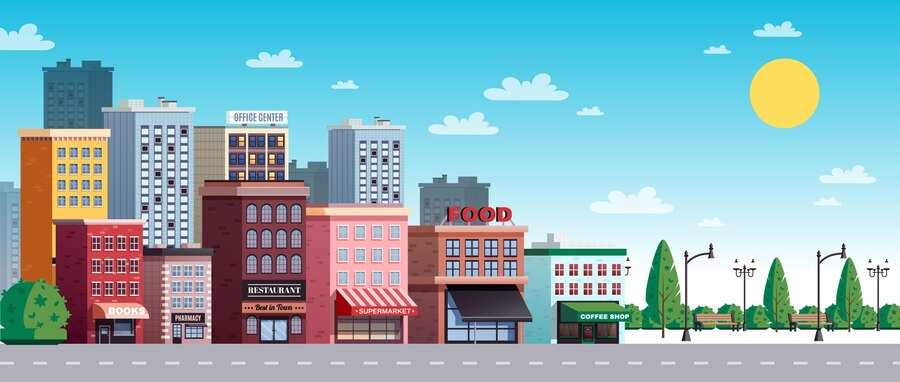 OFFICE CENTER
FOOD
BOOKS
PHARMACY
RESTAURANT
Best in Town
SUPERMARKET
COFFEE SHOP